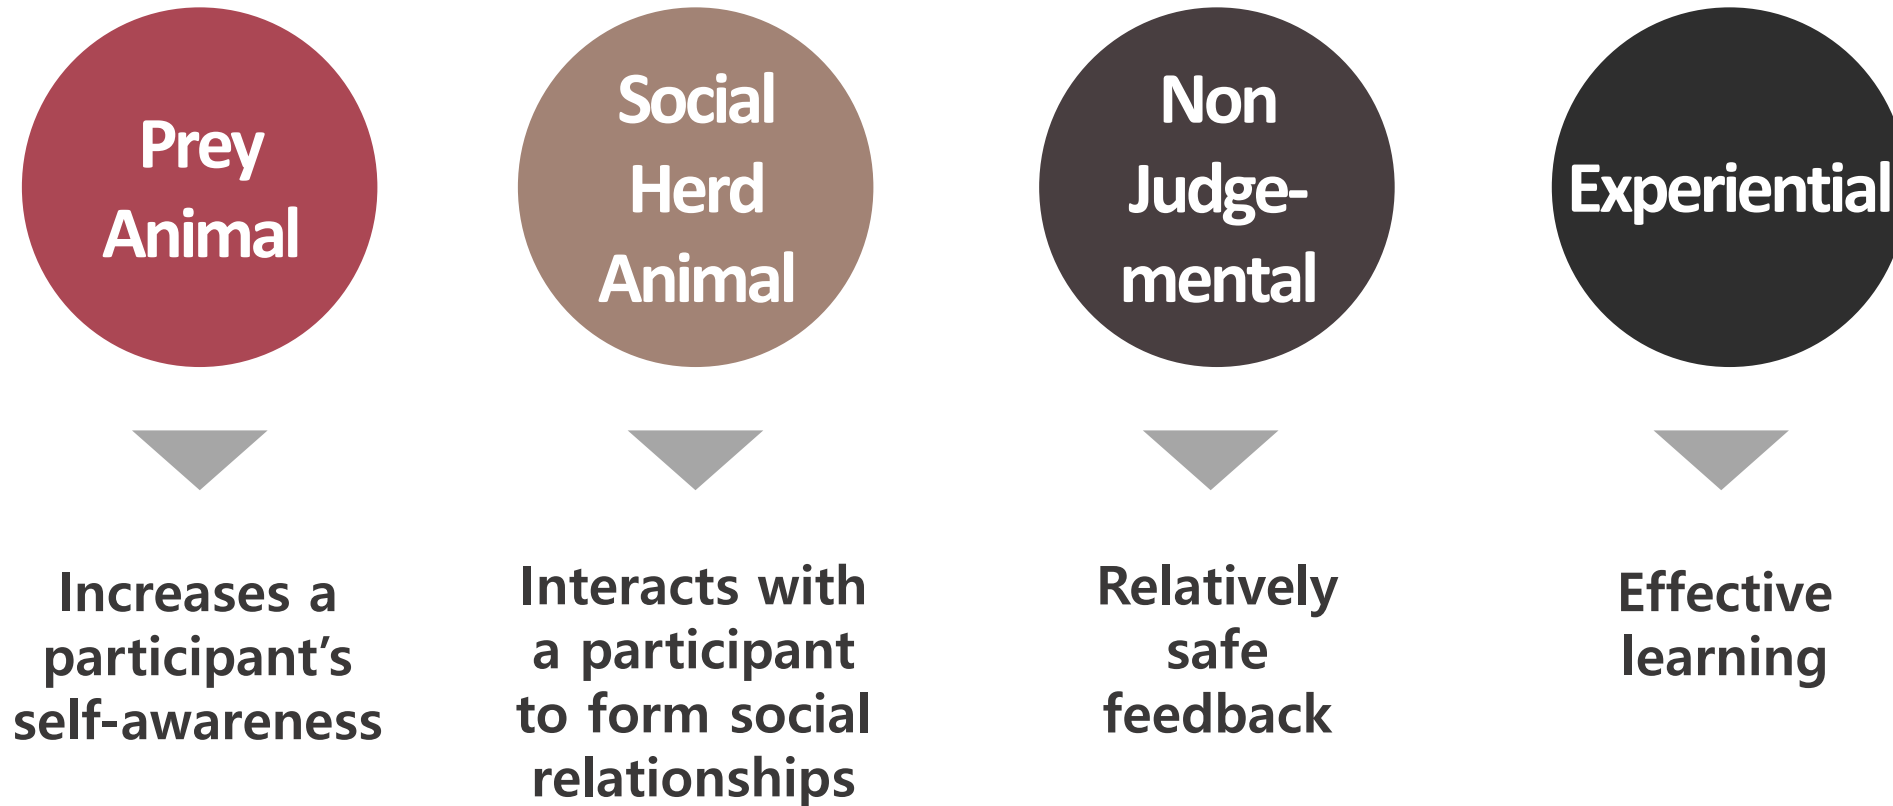 Prey
Animal
Social
Herd
Animal
Non
Judge-
mental
Experiential
Increases a
participant’s
self-awareness
Interacts with
a participant
to form social
relationships
Relatively
safe
feedback
Effective
learning